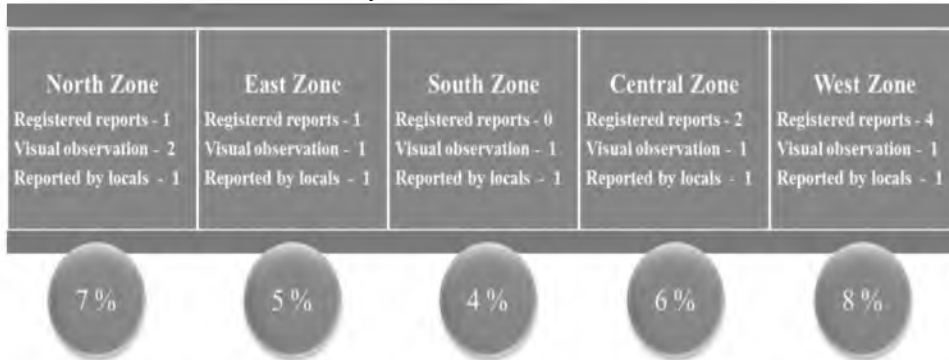 North Zone
Registered reports - 1
Visual observation - 2
Reported by locals - 1
East Zone
Registered reports - 1
Visual observation - 1
Reported by locals - 1
South Zone
Registered reports - 0
Visual observation - 1
Reported by locals - 1
Central Zone
Registered reports - 2
Visual observation - 1
Reported by locals - 1
West Zone
Registered reports - 4
Visual observation - 1
Reported by locals - 1
7 %
5 %
4 %
6 %
8 %